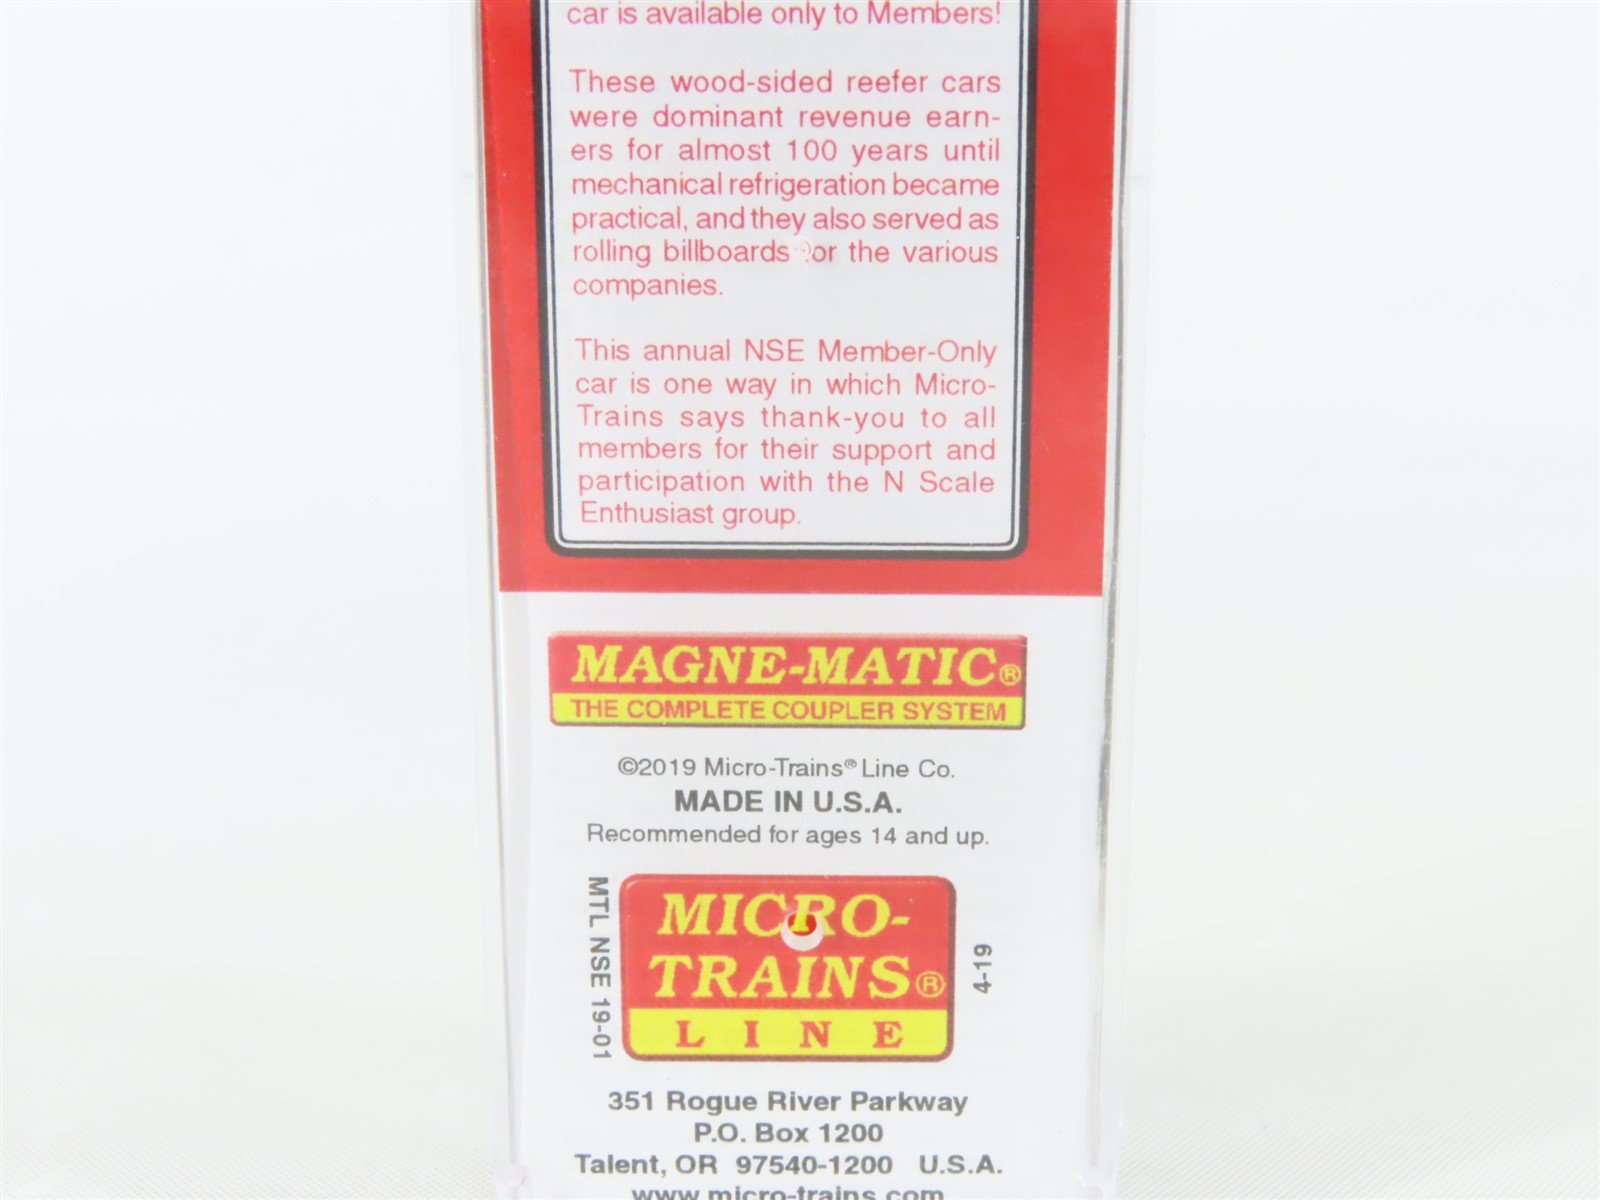 car is available only to Members!
These wood-sided reefer cars
were dominant revenue earn-
ers for almost 100 years until
mechanical refrigeration became
practical, and they also served as
rolling billboards for the various
companies.
This annual NSE Member-Only
car is one way in which Micro-
Trains says thank-you to all
members for their support and
participation with the N Scale
Enthusiast group.
MAGNE-MATIC®
THE COMPLETE COUPLER SYSTEM
©2019 Micro-Trains® Line Co.
MADE IN U.S.A.
Recommended for ages 14 and up.
MTL NSE 19-01
MICRO-
TRAINS®
LINE
4-19
351 Rogue River Parkway
P.O. Box 1200
Talent, OR 97540-1200 U.S.A.
www.micro-trains.com